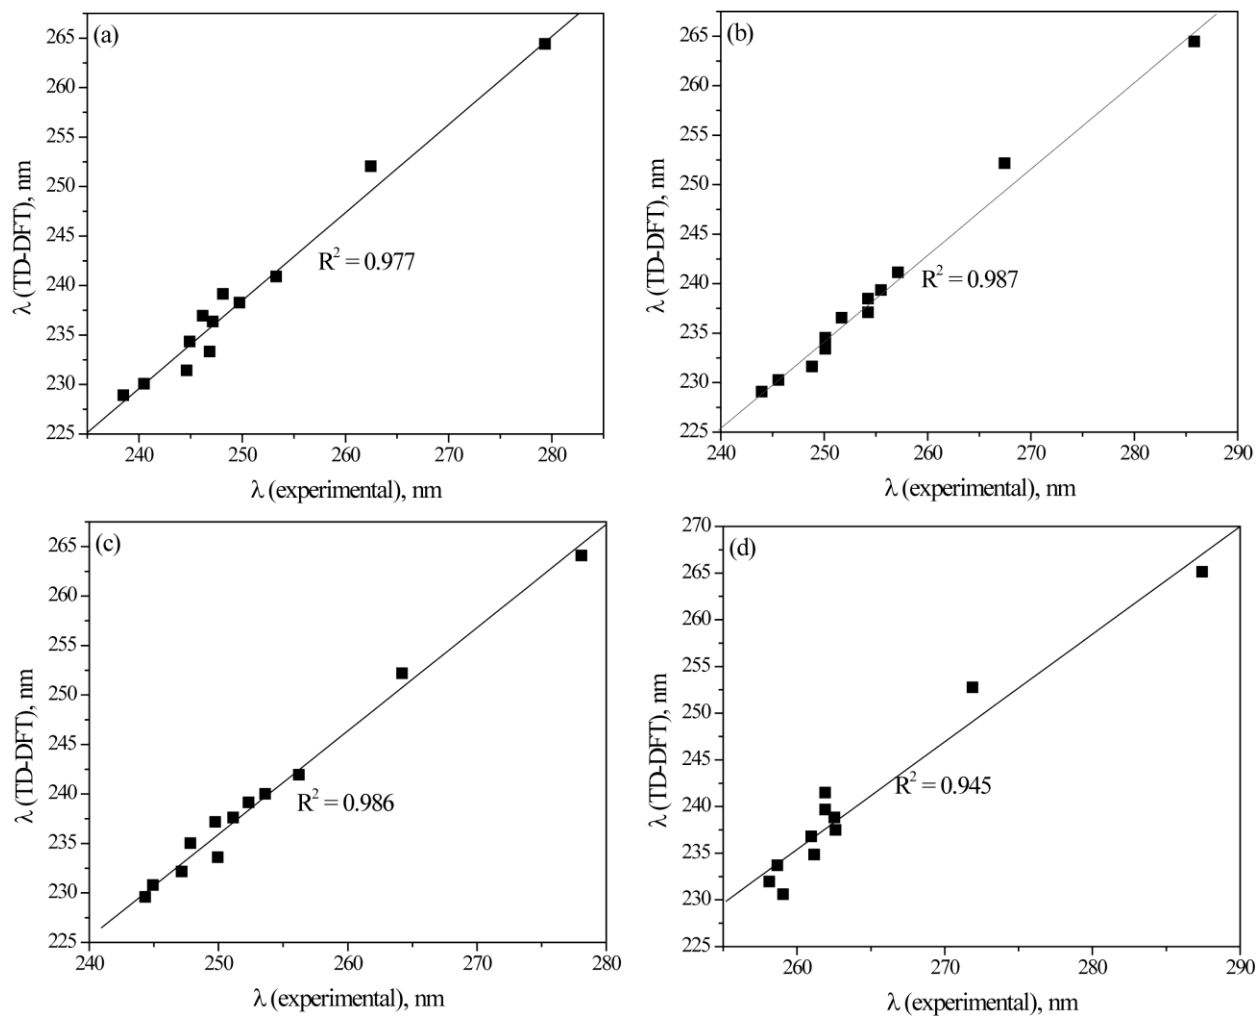 (a)
265
260
255
250
245
240
235
230
225
240 250 260 270 280
λ (TD-DFT), nm
λ (experimental), nm
R² = 0.977
(b)
265
260
255
250
245
240
235
230
225
240 250 260 270 280 290
λ (TD-DFT), nm
λ (experimental), nm
R² = 0.987
(c)
265
260
255
250
245
240
235
230
225
240 250 260 270 280
λ (TD-DFT), nm
λ (experimental), nm
R² = 0.986
(d)
270
265
260
255
250
245
240
235
230
225
260 270 280 290
λ (TD-DFT), nm
λ (experimental), nm
R² = 0.945